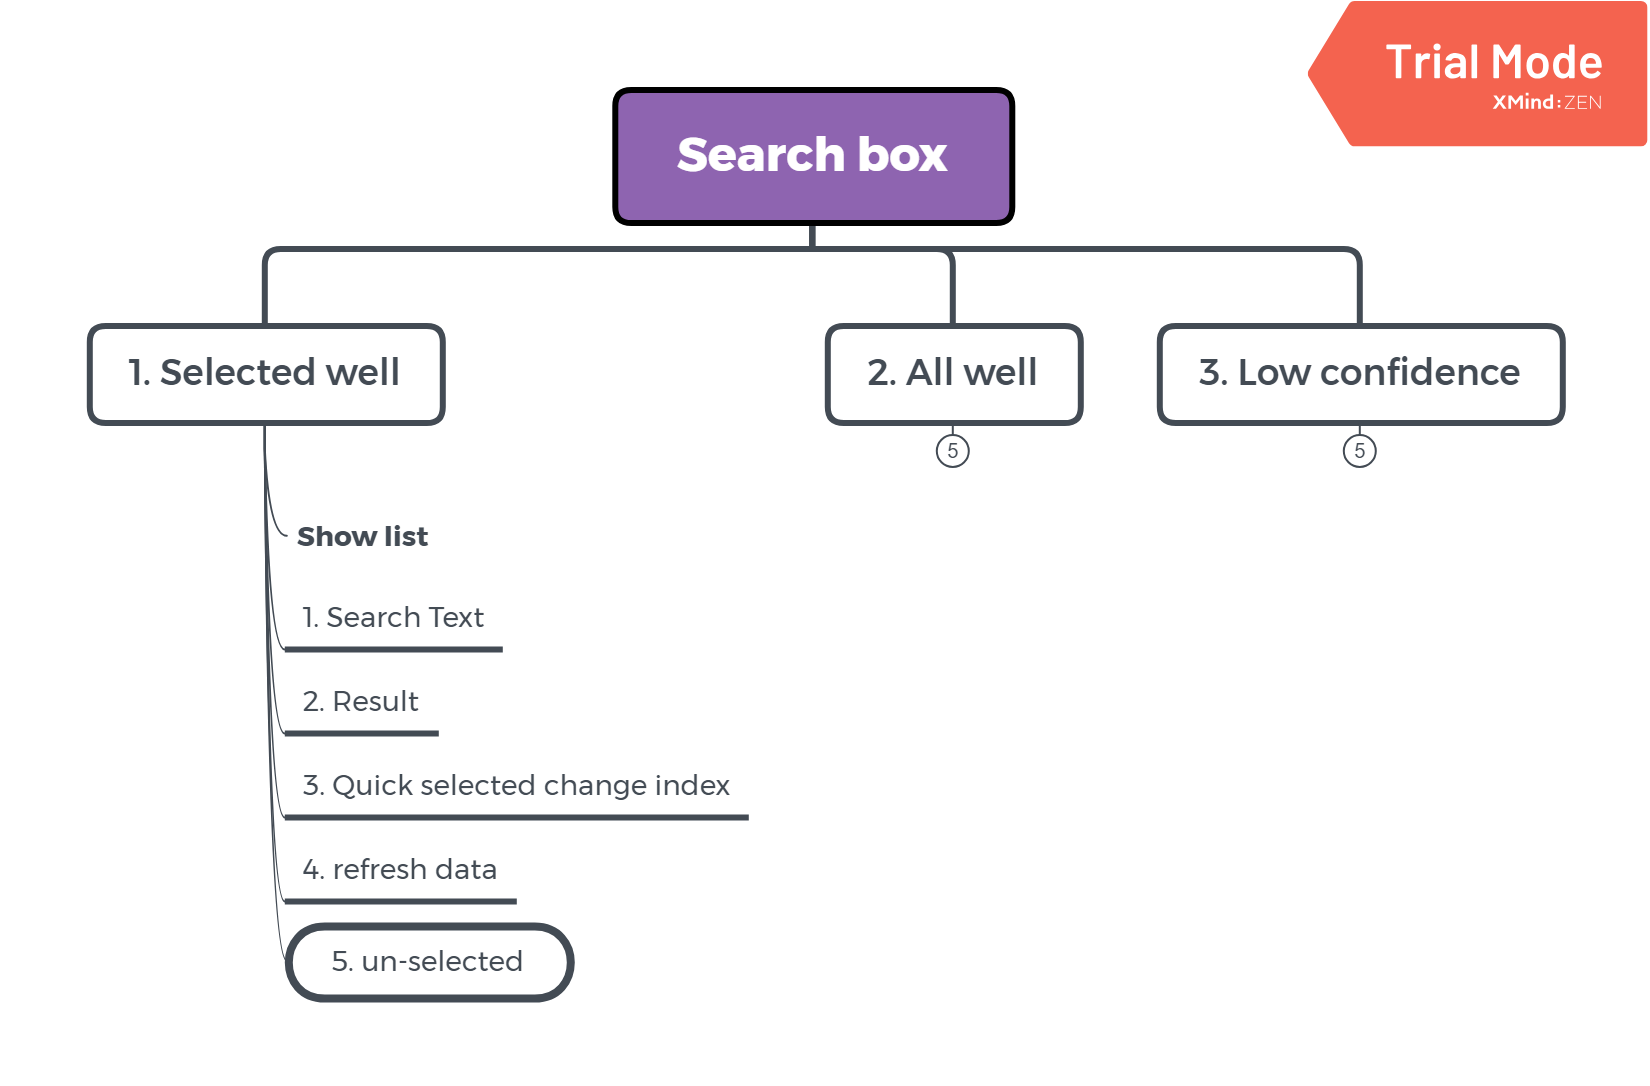 Trial Mode
XMind:ZEN
Search box
1. Selected well
2. All well
3. Low confidence
5
5
Show list
1. Search Text
2. Result
3. Quick selected change index
4. refresh data
5. un-selected